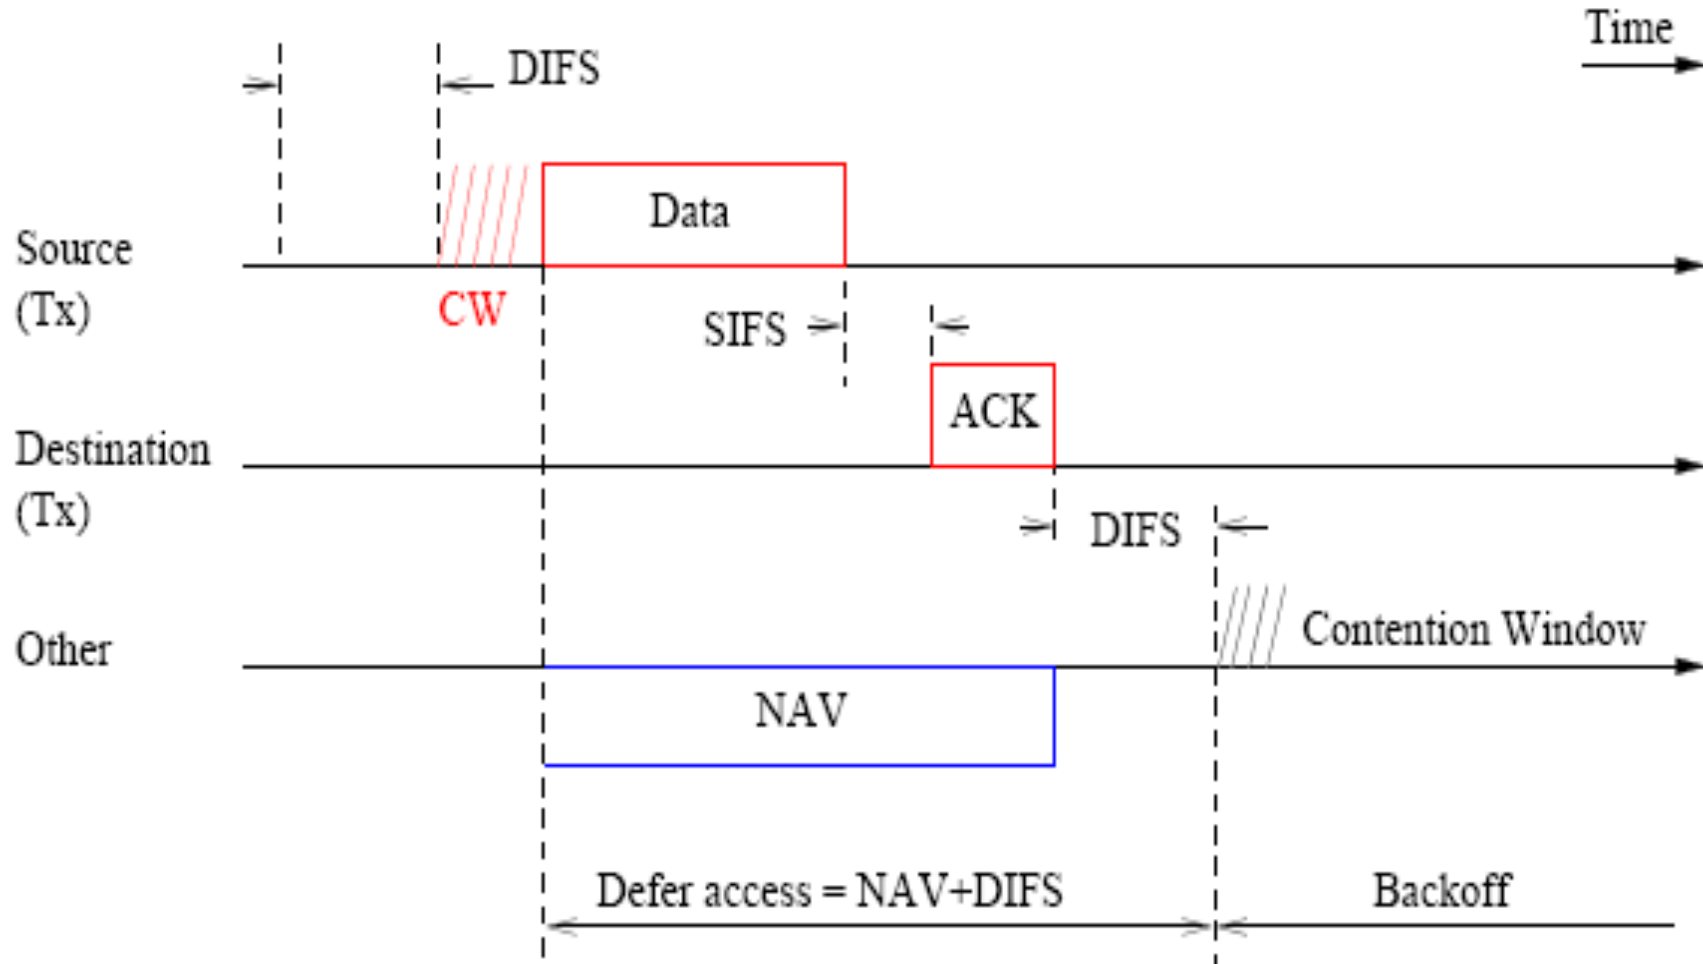 Time
DIFS
Data
Source
(Tx)
CW
SIFS
ACK
Destination
(Tx)
DIFS
Contention Window
Other
NAV
Defer access = NAV+DIFS
Backoff